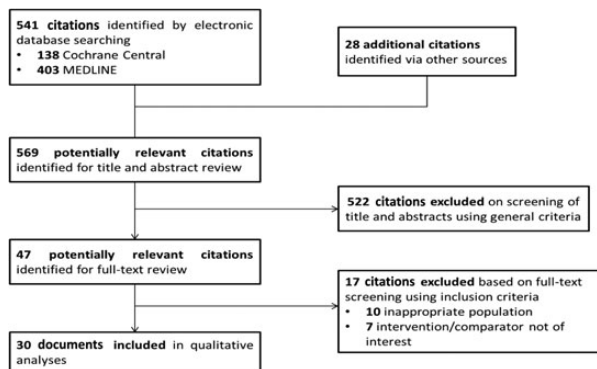 541 citations identified by electronic
database searching
• 138 Cochrane Central
• 403 MEDLINE
28 additional citations
identified via other sources
569 potentially relevant citations
identified for title and abstract review
522 citations excluded on screening of
title and abstracts using general criteria
47 potentially relevant citations
identified for full-text review
17 citations excluded based on full-text
screening using inclusion criteria
• 10 inappropriate population
• 7 intervention/comparator not of
interest
30 documents included in qualitative
analyses